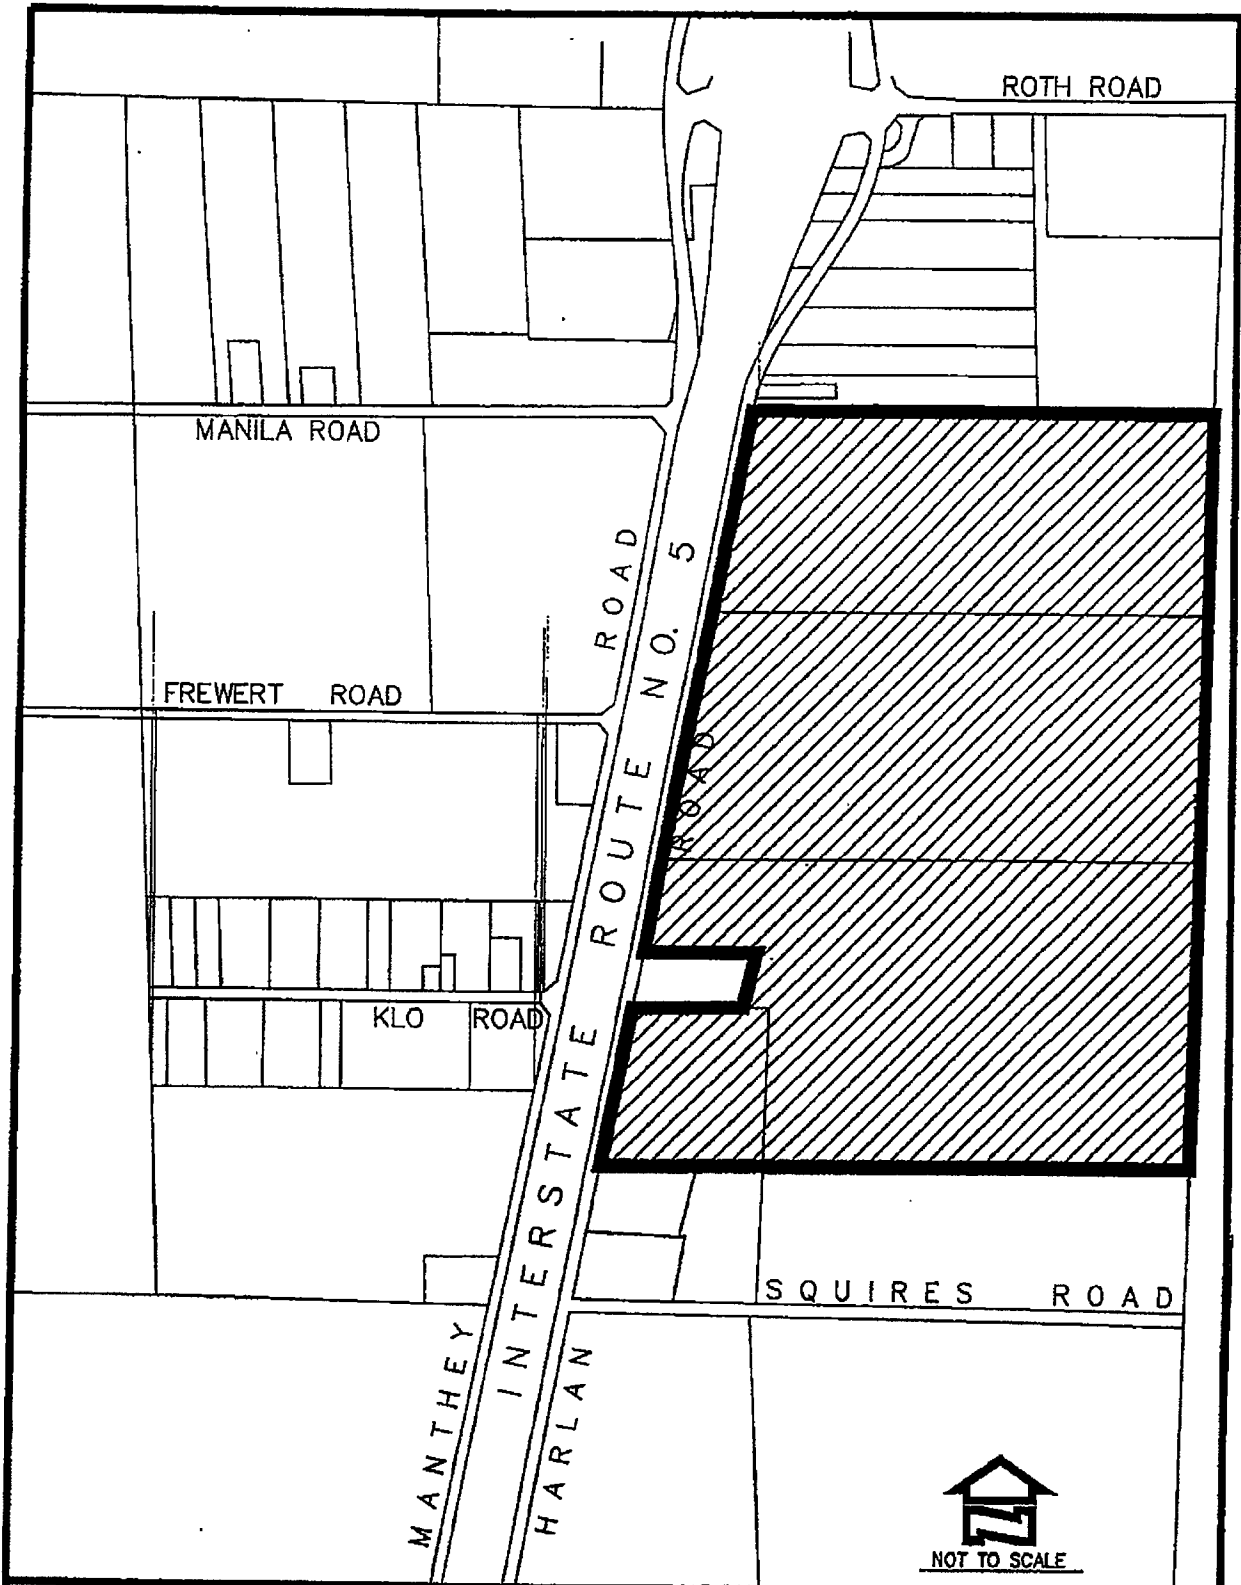 ROTH ROAD
MANILA ROAD
FREWERT ROAD
KLO ROAD
SQUIRES ROAD
MANTHEY ROAD
INTERSTATE ROUTE NO. 5
HARLAN ROAD
N
NOT TO SCALE